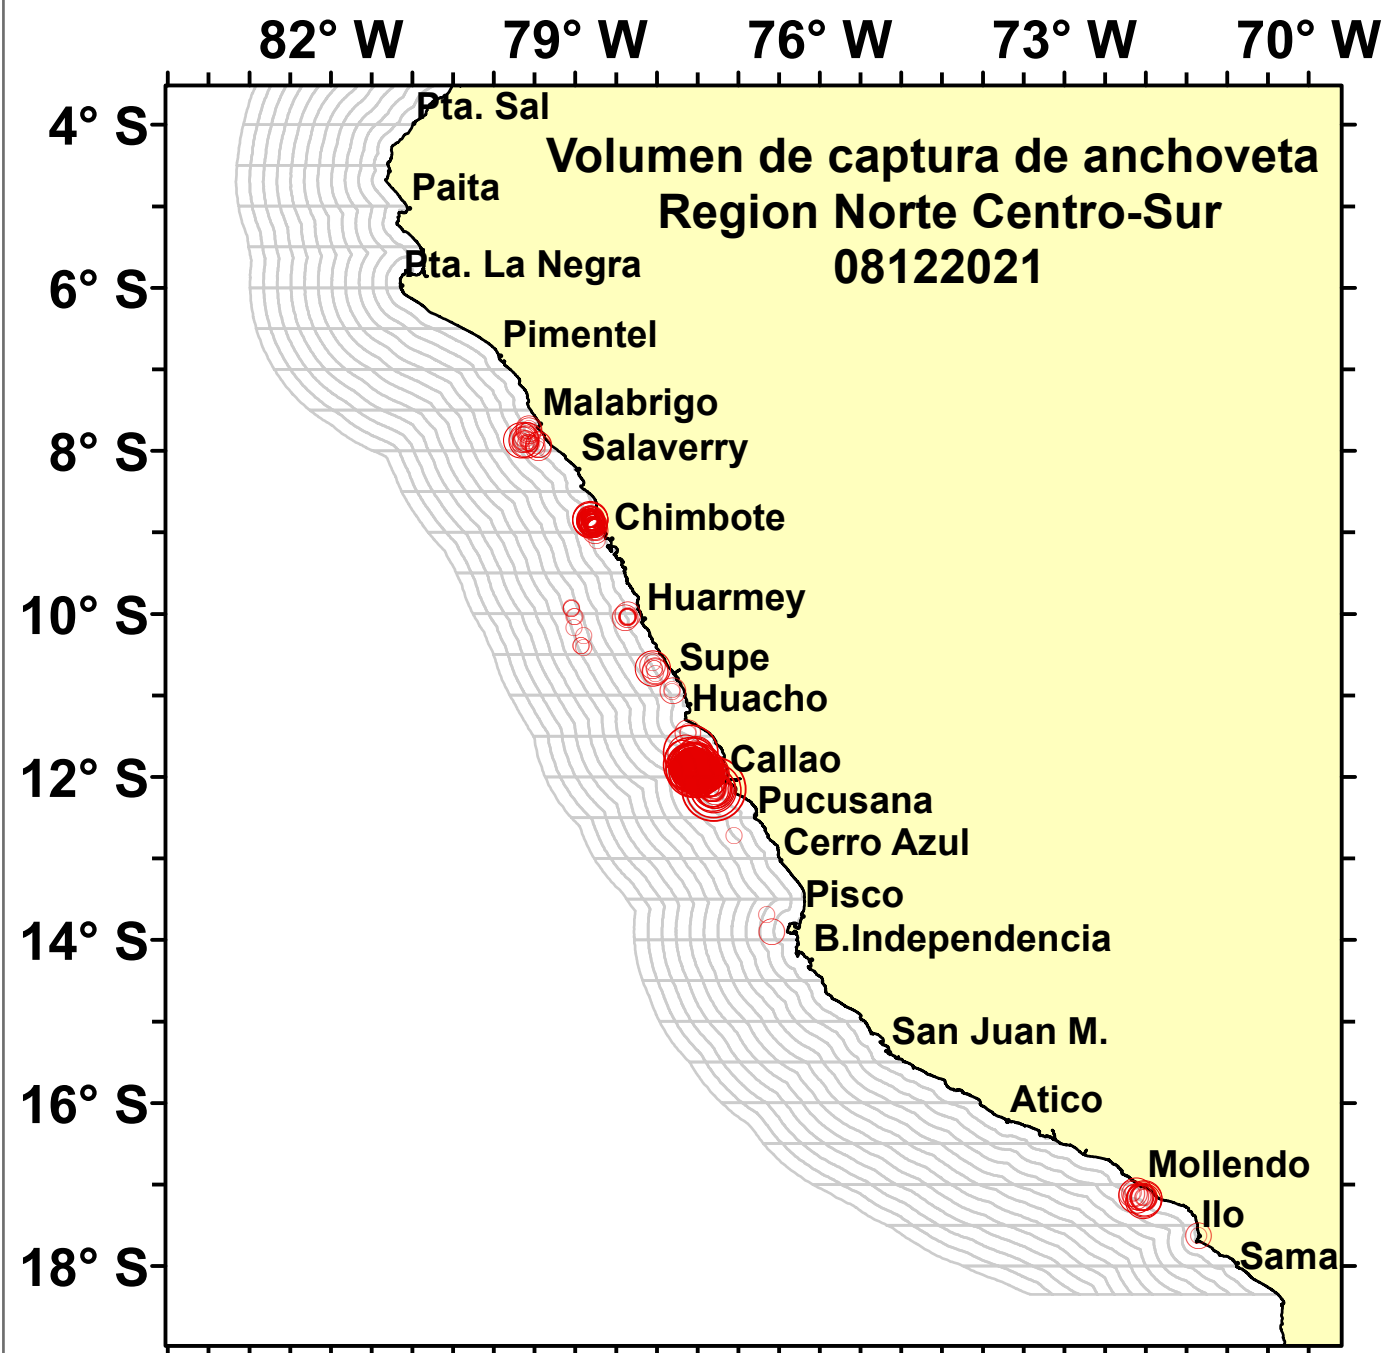 82° W 79° W 76° W 73° W 70° W
4° S
6° S
8° S
10° S
12° S
14° S
16° S
18° S
Volumen de captura de anchoveta
Region Norte Centro-Sur
08122021
Pta. Sal
Paita
Pta. La Negra
Pimentel
Malabrigo
Salaverry
Chimbote
Huarmey
Supe
Huacho
Callao
Pucusana
Cerro Azul
Pisco
B.Independencia
San Juan M.
Atico
Mollendo
Ilo
Sama